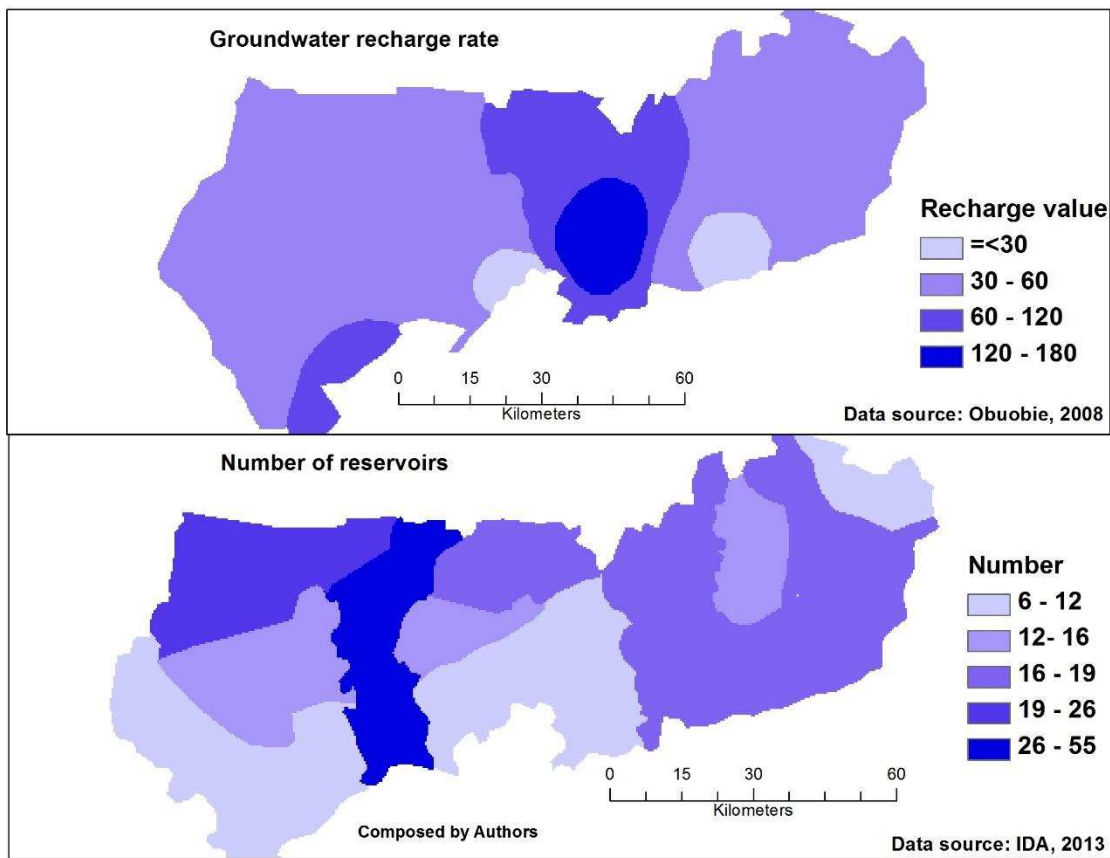 Groundwater recharge rate
Recharge value
=<30
30 - 60
60 - 120
120 - 180
0 15 30 60
Kilometers
Data source: Obuobie, 2008
Number of reservoirs
Number
6 - 12
12- 16
16 - 19
19 - 26
26 - 55
0 15 30 60
Kilometers
Composed by Authors
Data source: IDA, 2013